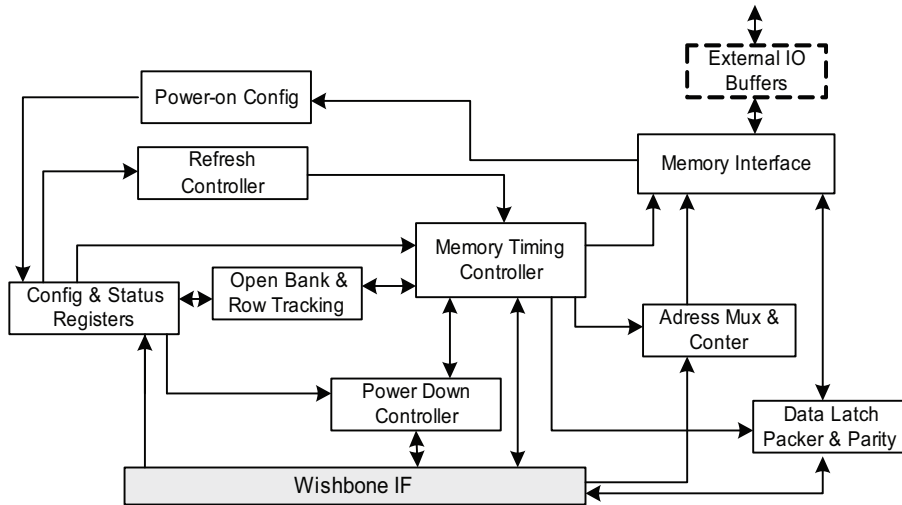 External IO
Buffers
Power-on Config
Refresh
Controller
Memory Interface
Memory Timing
Controller
Open Bank &
Row Tracking
Config & Status
Registers
Adress Mux &
Conter
Power Down
Controller
Data Latch
Packer & Parity
Wishbone IF